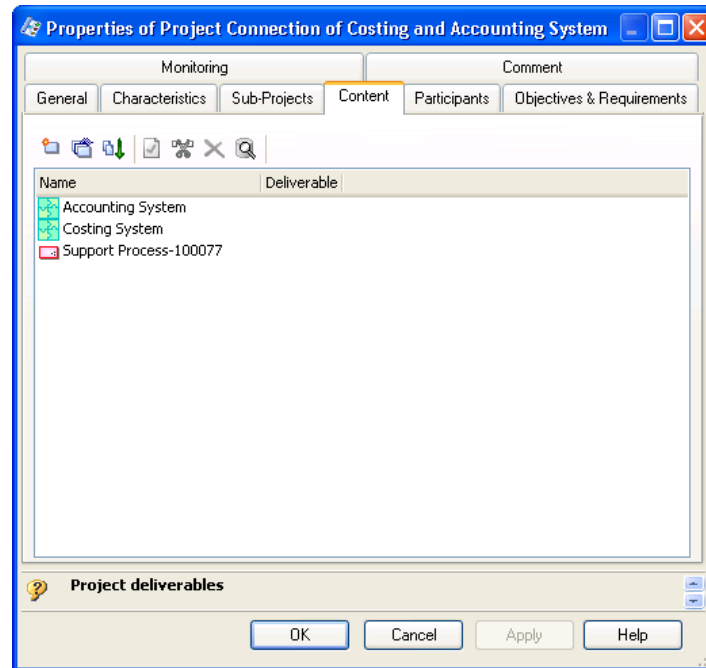 Properties of Project Connection of Costing and Accounting System
Monitoring Comment
General Characteristics Sub-Projects Content Participants Objectives & Requirements
Name Deliverable
Accounting System
Costing System
Support Process-100077
Project deliverables
OK Cancel Apply Help